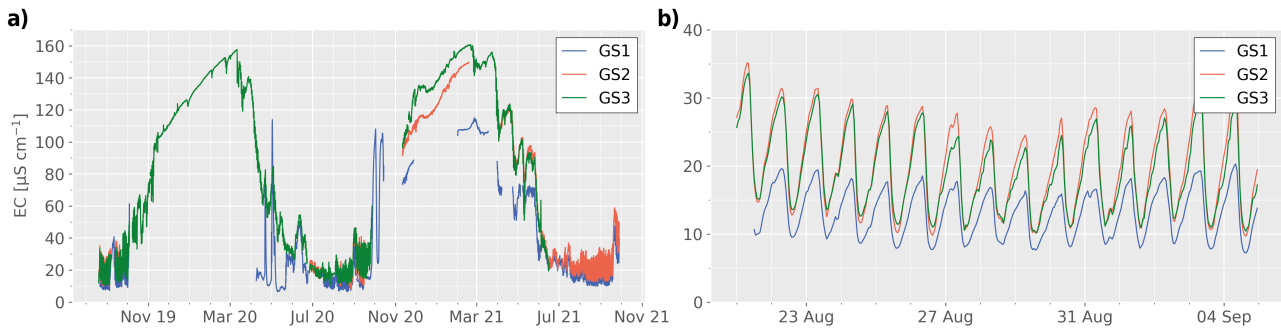 a)
EC [µS cm⁻¹]
160
140
120
100
80
60
40
20
0
GS1
GS2
GS3
Nov 19 Mar 20 Jul 20 Nov 20 Mar 21 Jul 21 Nov 21
b)
40
30
20
10
0
GS1
GS2
GS3
23 Aug 27 Aug 31 Aug 04 Sep